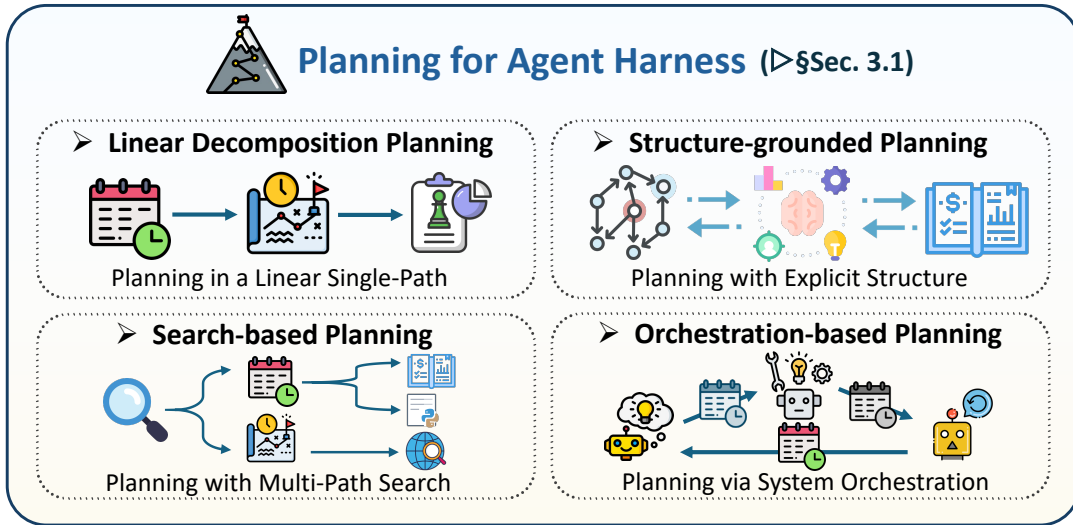 Planning for Agent Harness (▷§Sec. 3.1)
➢ Linear Decomposition Planning
Planning in a Linear Single-Path
➢ Structure-grounded Planning
Planning with Explicit Structure
➢ Search-based Planning
Planning with Multi-Path Search
➢ Orchestration-based Planning
Planning via System Orchestration